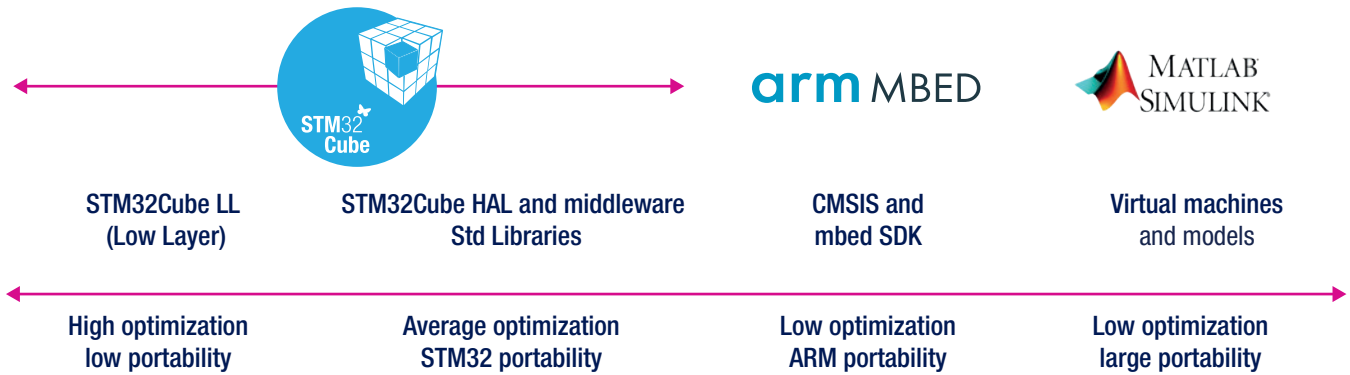 STM32
Cube
arm MBED
MATLAB
SIMULINK®
STM32Cube LL
(Low Layer)
STM32Cube HAL and middleware
Std Libraries
CMSIS and
mbed SDK
Virtual machines
and models
High optimization
low portability
Average optimization
STM32 portability
Low optimization
ARM portability
Low optimization
large portability